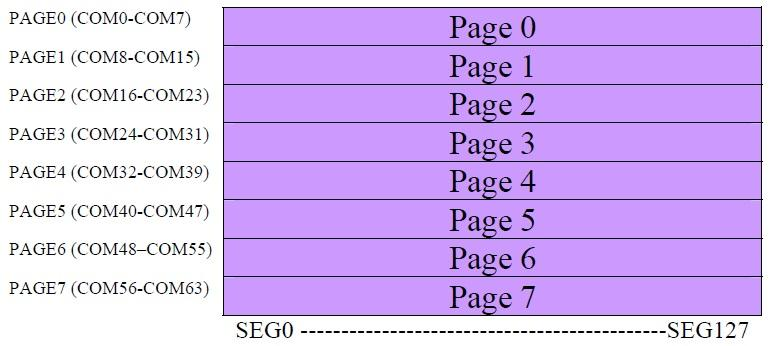 PAGE0 (COM0-COM7) Page 0
PAGE1 (COM8-COM15) Page 1
PAGE2 (COM16-COM23) Page 2
PAGE3 (COM24-COM31) Page 3
PAGE4 (COM32-COM39) Page 4
PAGE5 (COM40-COM47) Page 5
PAGE6 (COM48–COM55) Page 6
PAGE7 (COM56-COM63) Page 7
SEG0 ---------------------------------------------SEG127